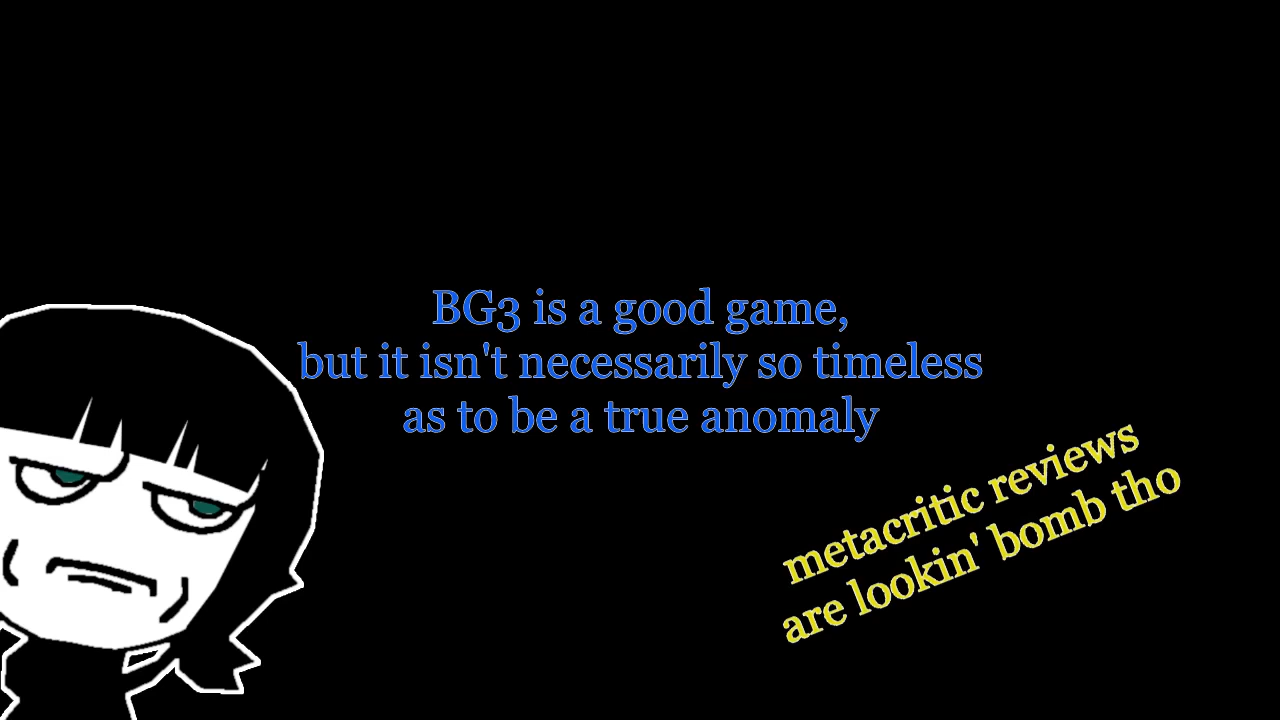 BG3 is a good game,
but it isn't necessarily so timeless
as to be a true anomaly
metacritic reviews
are lookin' bomb tho